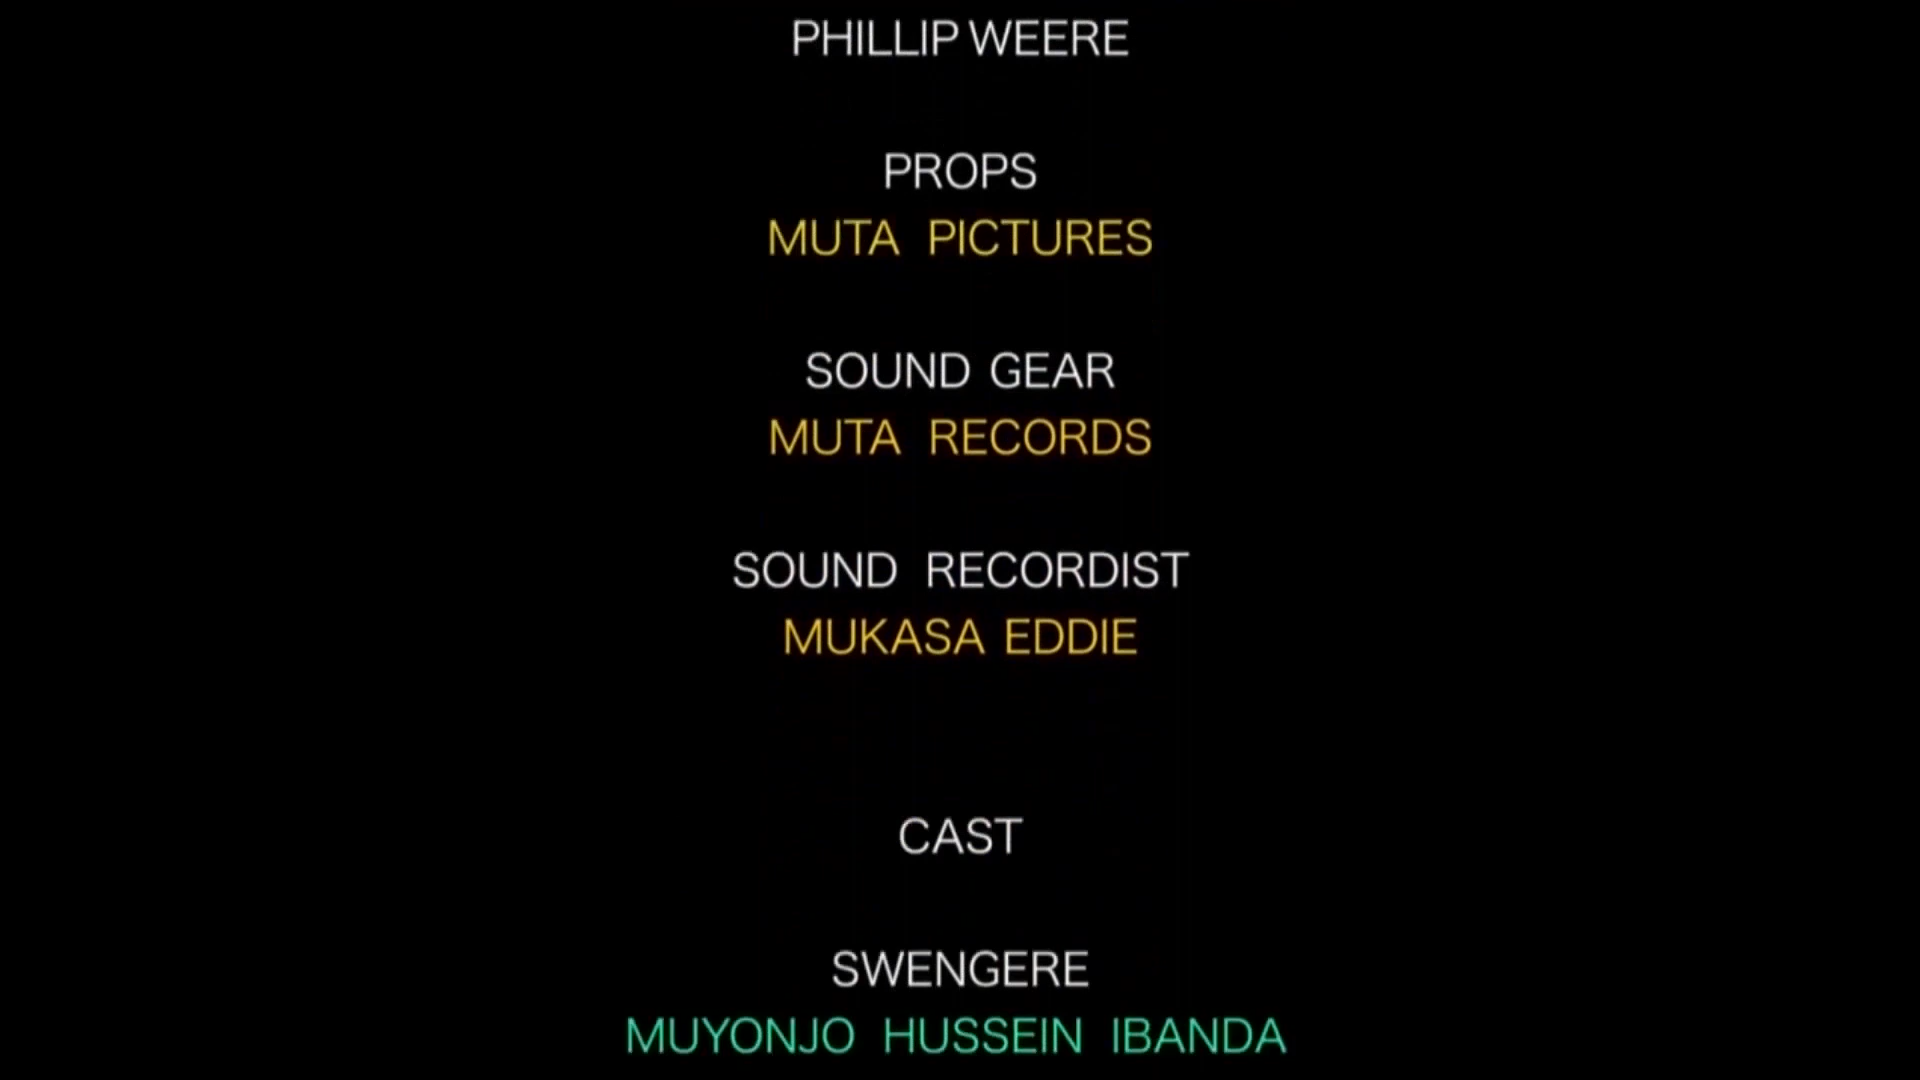 PHILLIP WEERE
PROPS
MUTA PICTURES
SOUND GEAR
MUTA RECORDS
SOUND RECORDIST
MUKASA EDDIE
CAST
SWENGERE
MUYONJO HUSSEIN IBANDA